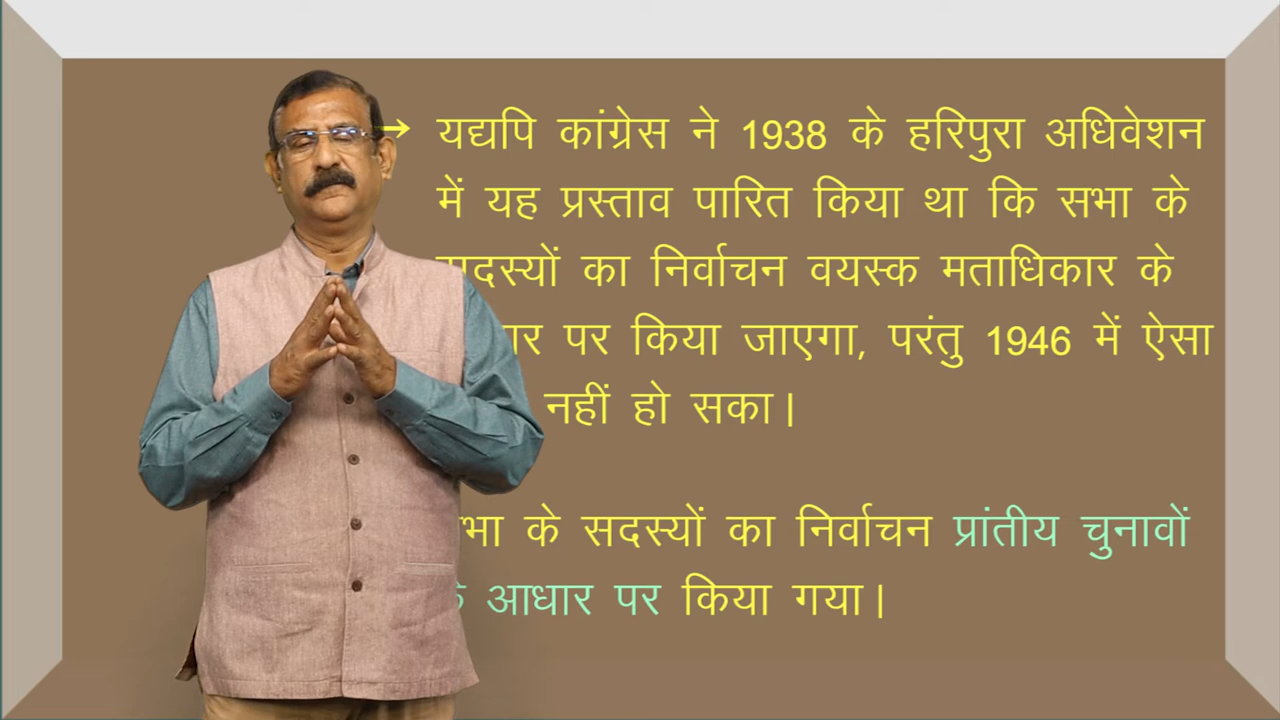 → यद्यपि कांग्रेस ने 1938 के हरिपुरा अधिवेशन
में यह प्रस्ताव पारित किया था कि सभा के
सदस्यों का निर्वाचन वयस्क मताधिकार के
पर किया जाएगा, परंतु 1946 में ऐसा
नहीं हो सका।
के सदस्यों का निर्वाचन प्रांतीय चुनावों
आधार पर किया गया।